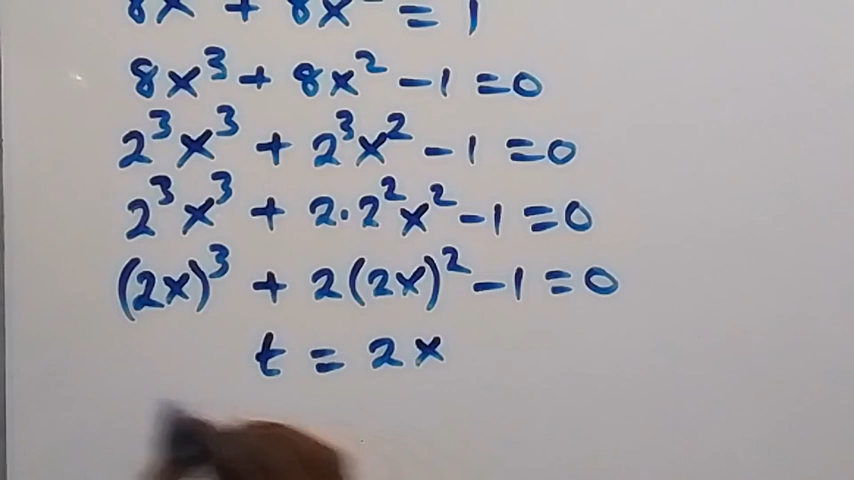 8x³ + 8x² - 1 = 0
2³x³ + 2³x² - 1 = 0
2³x³ + 2·2²x² - 1 = 0
(2x)³ + 2(2x)² - 1 = 0
t = 2x